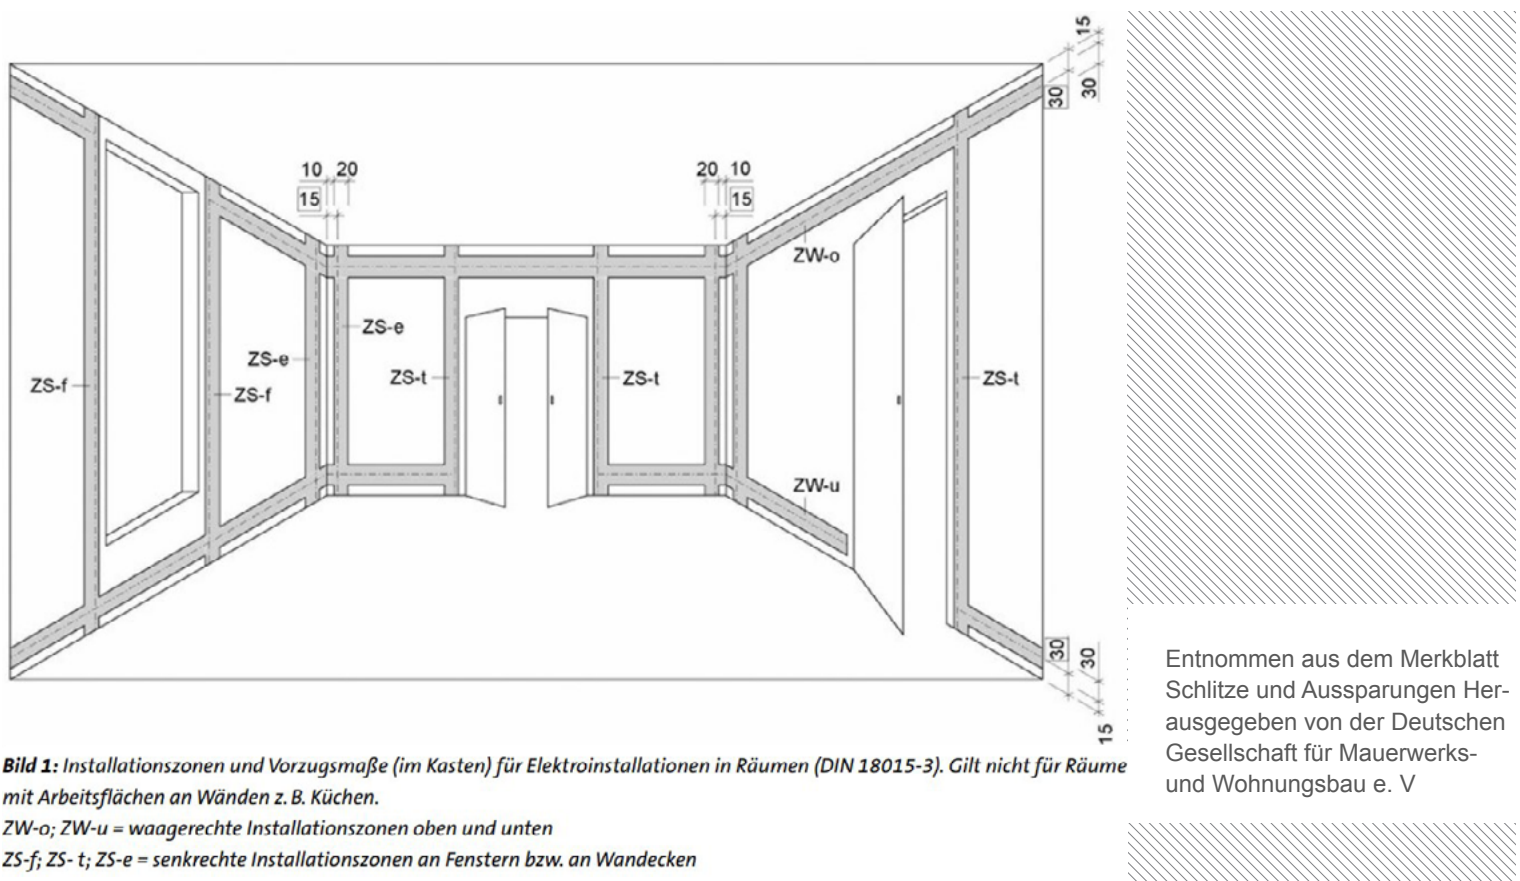 15
30
30
10 20
15
20 10
15
ZW-o
ZS-e
ZS-e
ZS-f
ZS-f
ZS-t
ZS-t
ZS-t
ZW-u
30
30
15
Entnommen aus dem Merkblatt
Schlitze und Aussparungen Her-
ausgegeben von der Deutschen
Gesellschaft für Mauerwerks-
und Wohnungsbau e. V
Bild 1: Installationszonen und Vorzugsmaße (im Kasten) für Elektroinstallationen in Räumen (DIN 18015-3). Gilt nicht für Räume
mit Arbeitsflächen an Wänden z. B. Küchen.
ZW-o; ZW-u = waagerechte Installationszonen oben und unten
ZS-f; ZS- t; ZS-e = senkrechte Installationszonen an Fenstern bzw. an Wandecken